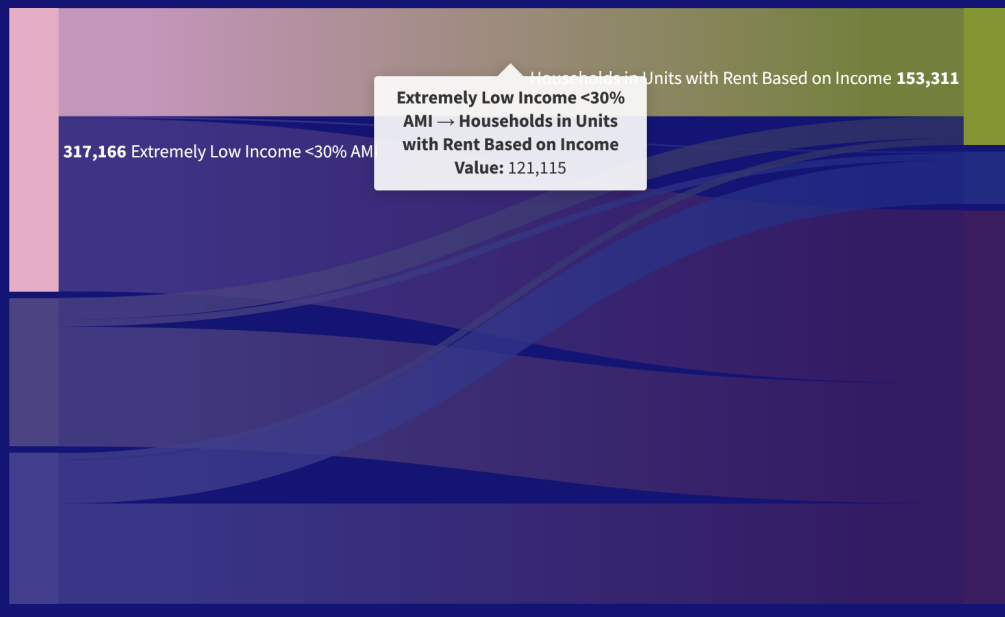 Households in Units with Rent Based on Income 153,311
Extremely Low Income <30%
AMI → Households in Units
with Rent Based on Income
Value: 121,115
317,166 Extremely Low Income <30% AM